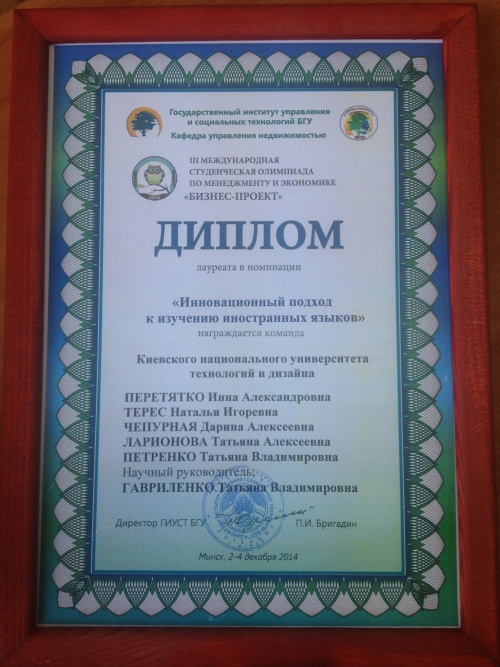 Государственный институт управления
и социальных технологий БГУ
Кафедра управления недвижимостью
III МЕЖДУНАРОДНАЯ
СТУДЕНЧЕСКАЯ ОЛИМПИАДА
ПО МЕНЕДЖМЕНТУ И ЭКОНОМИКЕ
«БИЗНЕС-ПРОЕКТ»
ДИПЛОМ
лауреата в номинации
«Инновационный подход
к изучению иностранных языков»
награждается команда
Киевского национального университета
технологий и дизайна
ПЕРЕТЯТКО Инна Александровна
ТЕРЕС Наталья Игоревна
ЧЕПУРНАЯ Дарина Алексеевна
ЛАРИОНОВА Татьяна Алексеевна
ПЕТРЕНКО Татьяна Владимировна
Научный руководитель:
ГАВРИЛЕНКО Татьяна Владимировна
Директор ГИУСТ БГУ П.И. Бригадин
Минск, 2–4 декабря 2014